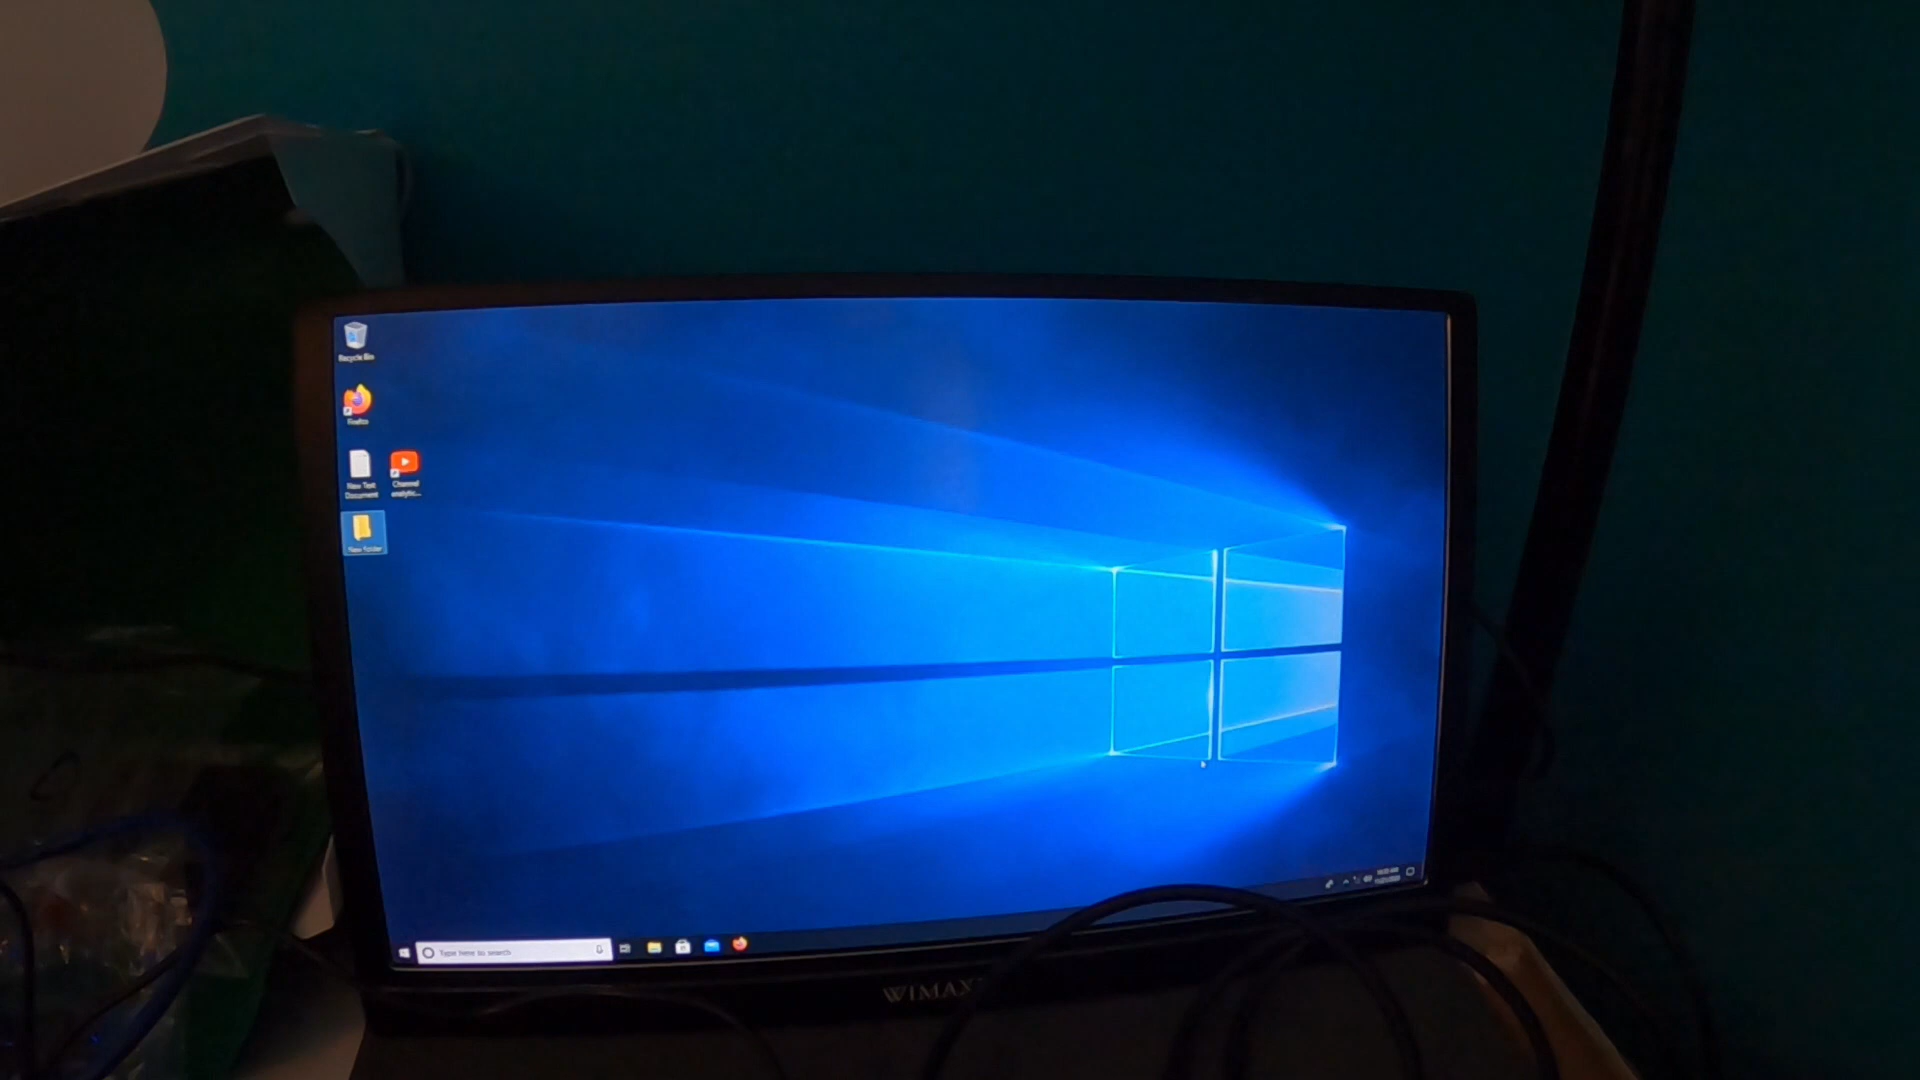 Recycle Bin
Firefox
New Text
Document
Channel
analytic...
New folder
Type here to search
WIMAX